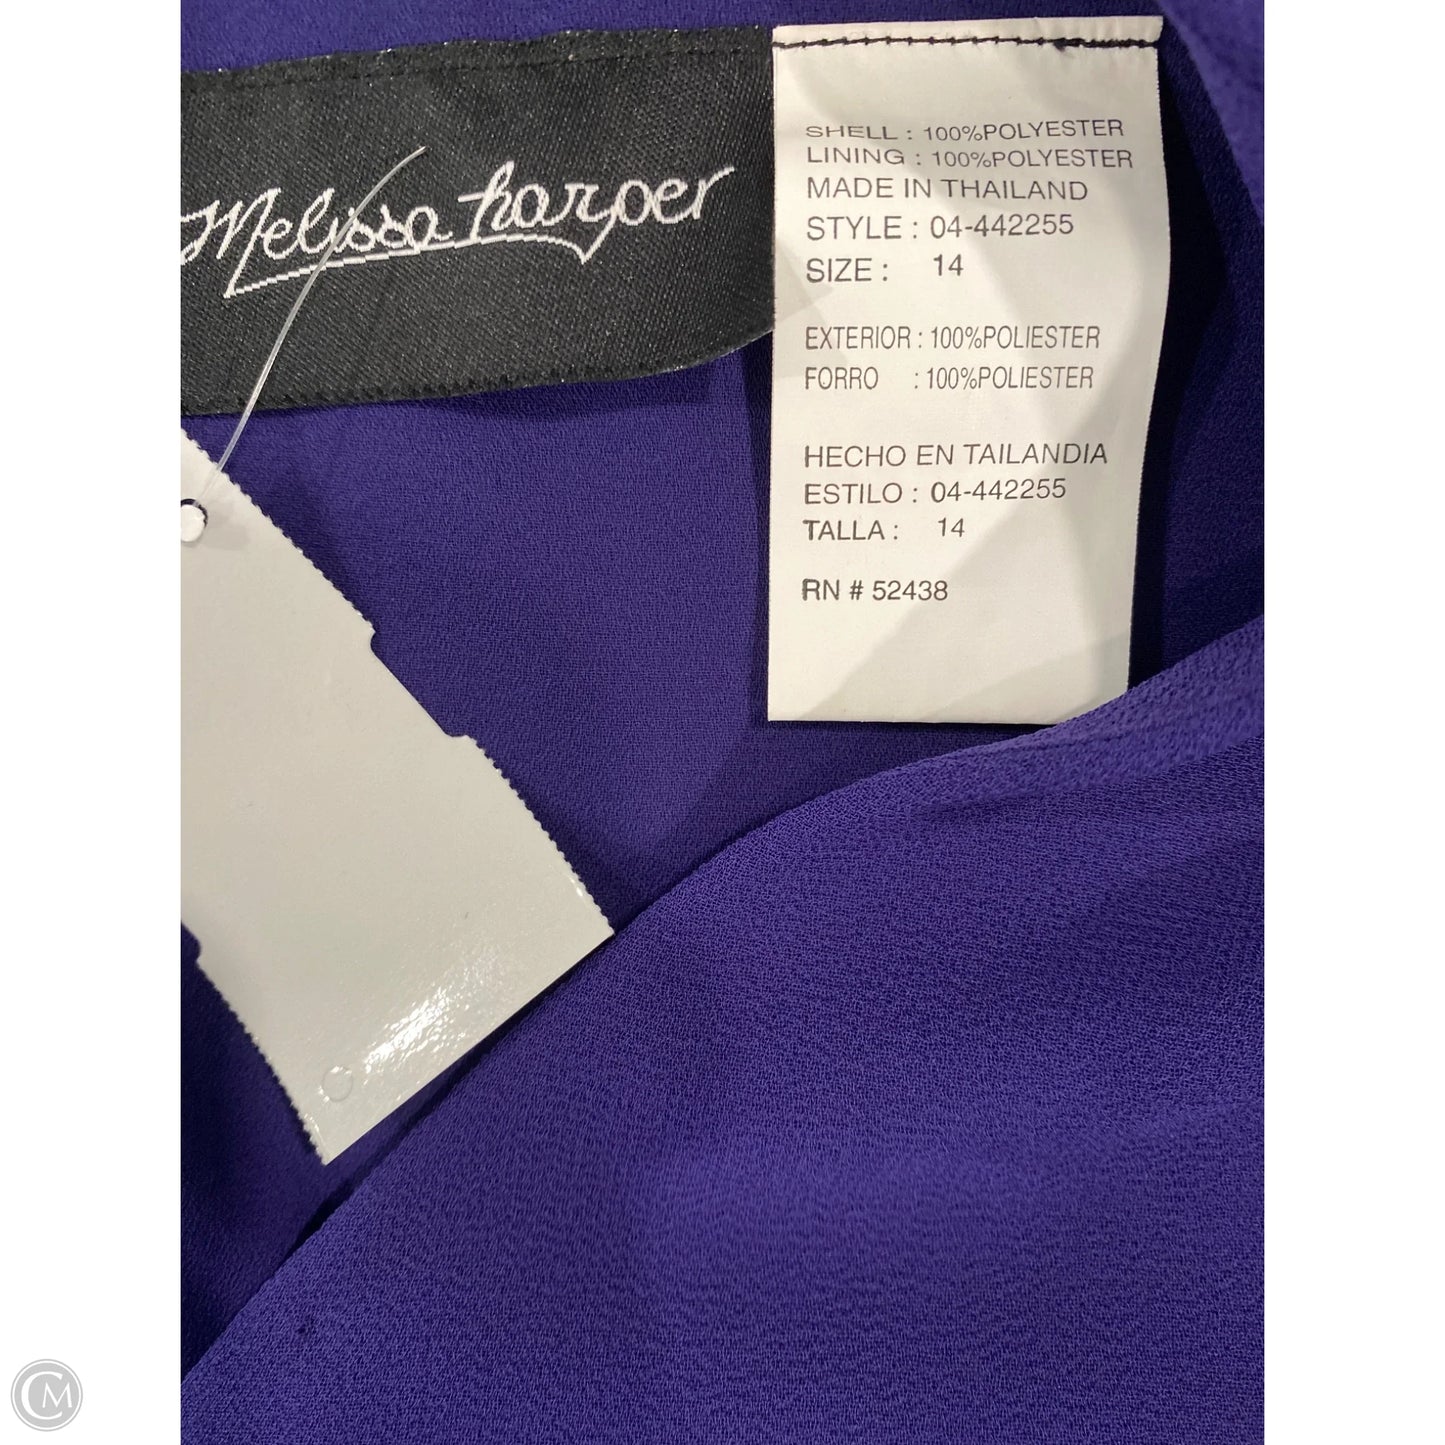 Melissa harper
SHELL : 100%POLYESTER
LINING : 100%POLYESTER
MADE IN THAILAND
STYLE : 04-442255
SIZE : 14
EXTERIOR : 100%POLIESTER
FORRO : 100%POLIESTER
HECHO EN TAILANDIA
ESTILO : 04-442255
TALLA : 14
RN # 52438
CM